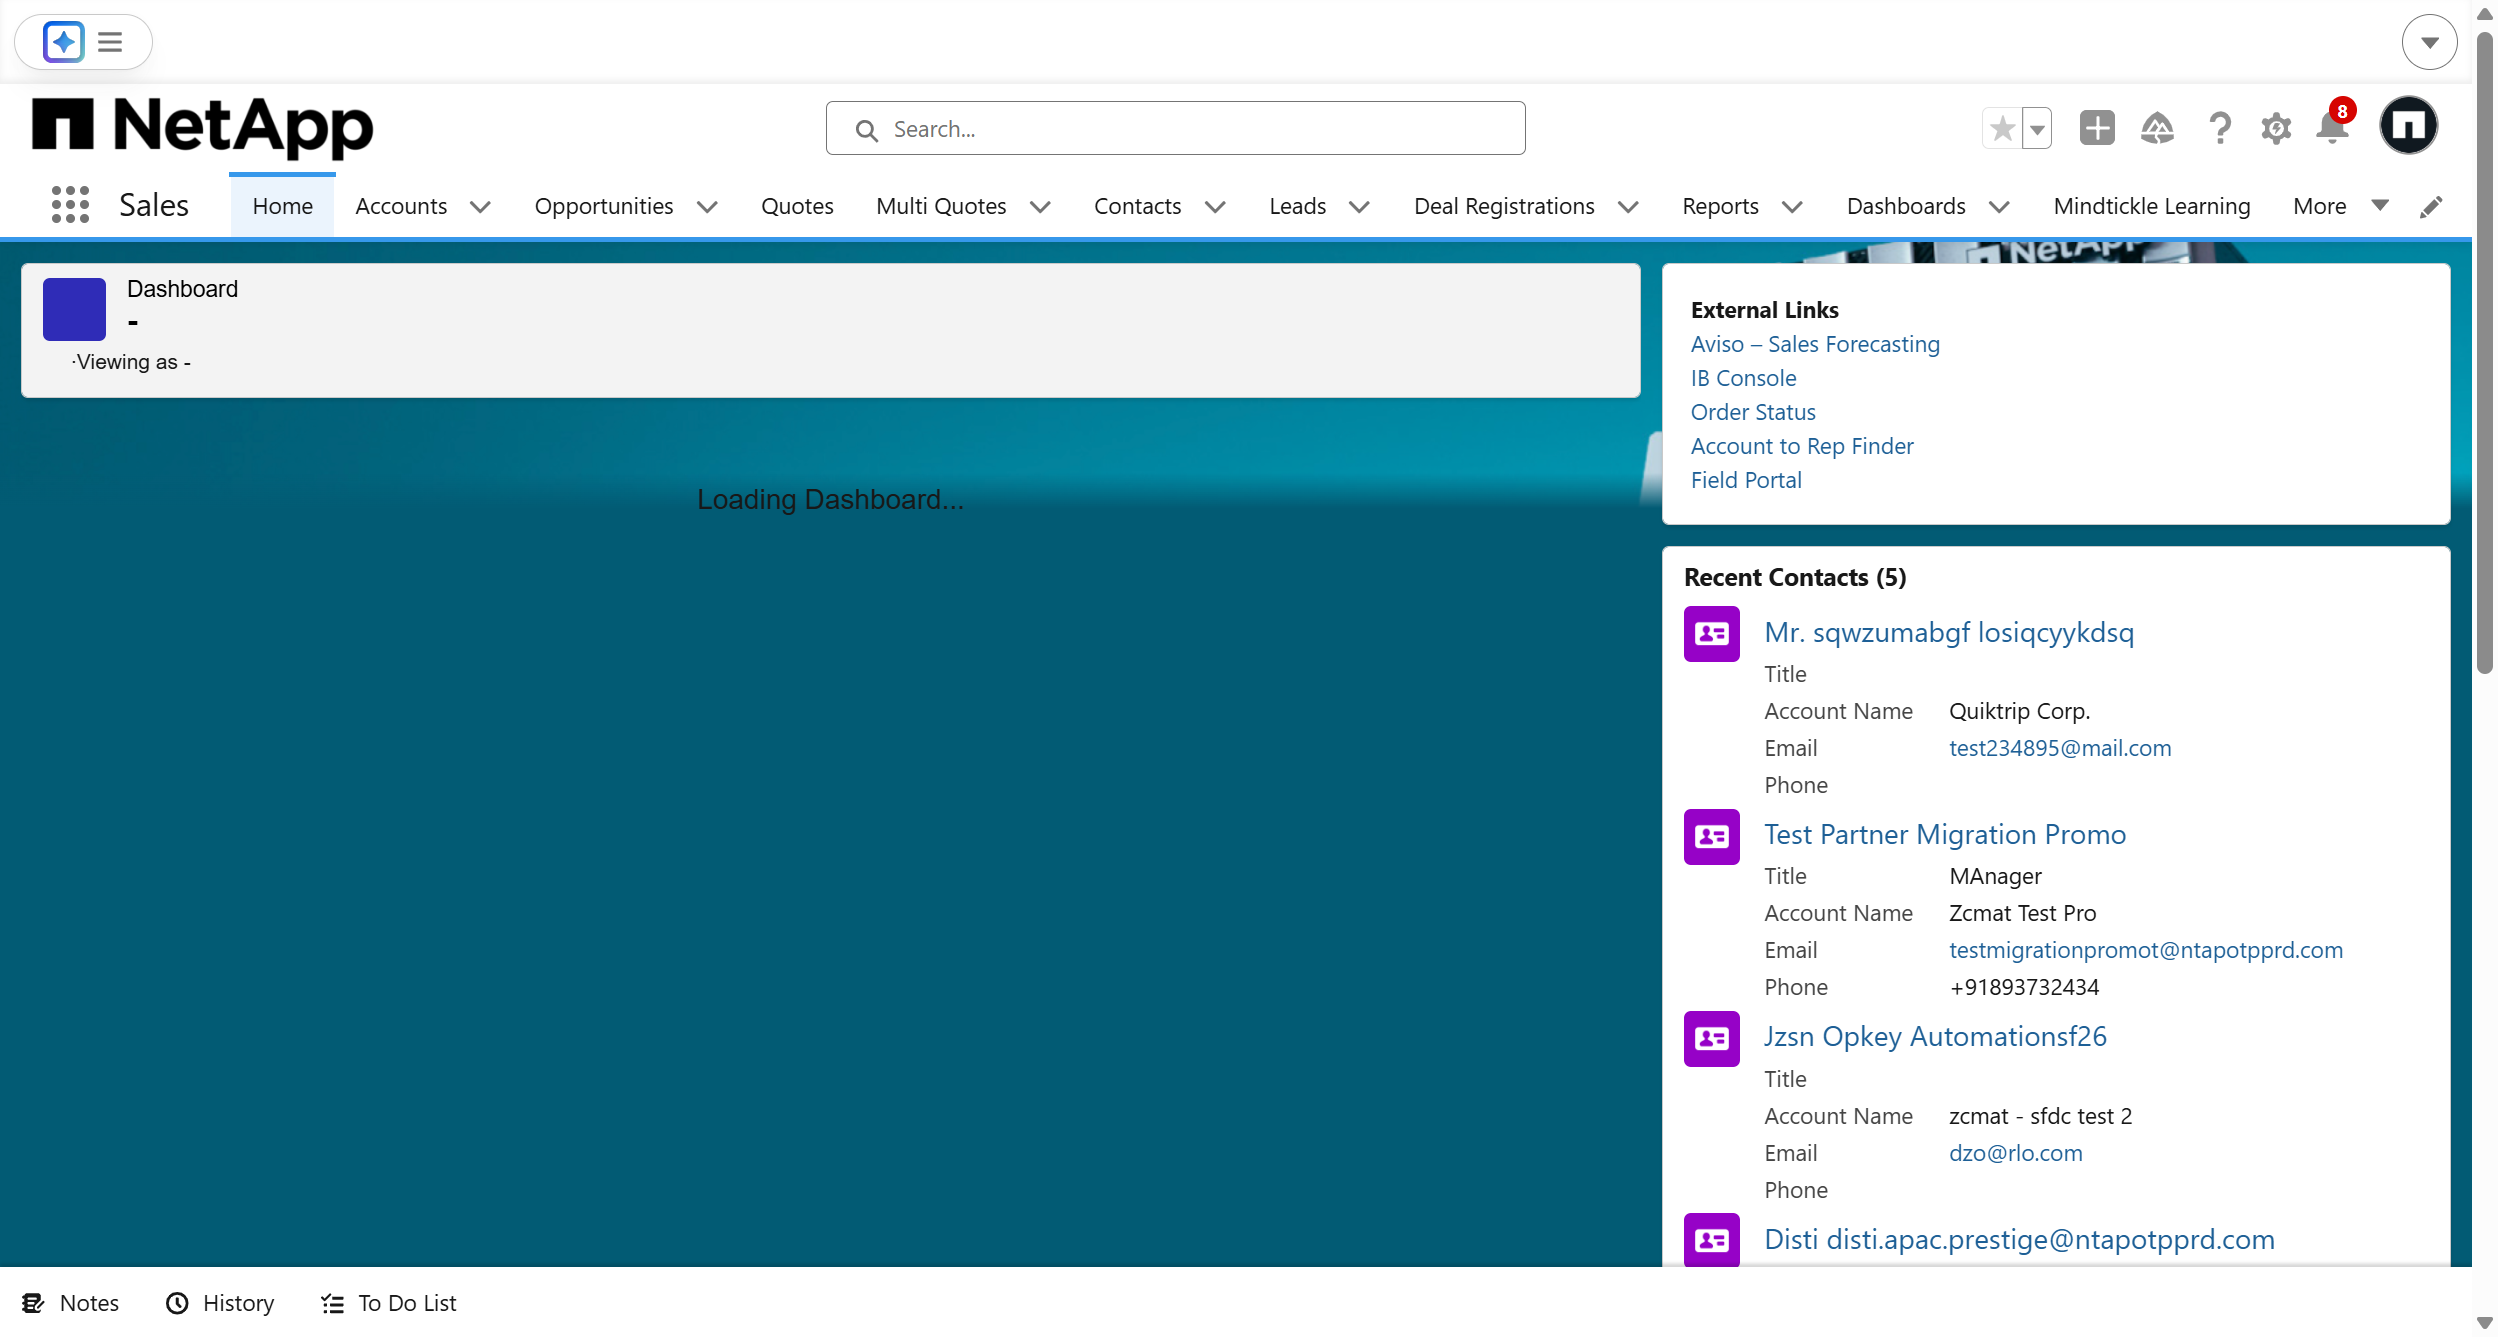 NetApp
Search...
8
Sales
Home
Accounts
Opportunities
Quotes
Multi Quotes
Contacts
Leads
Deal Registrations
Reports
Dashboards
Mindtickle Learning
More
NetApp
Dashboard
-
·Viewing as -
Loading Dashboard...
External Links
Aviso – Sales Forecasting
IB Console
Order Status
Account to Rep Finder
Field Portal
Recent Contacts (5)
Mr. sqwzumabgf losiqcyykdsq
Title
Account Name Quiktrip Corp.
Email test234895@mail.com
Phone
Test Partner Migration Promo
Title MAnager
Account Name Zcmat Test Pro
Email testmigrationpromot@ntapotpprd.com
Phone +91893732434
Jzsn Opkey Automationsf26
Title
Account Name zcmat - sfdc test 2
Email dzo@rlo.com
Phone
Disti disti.apac.prestige@ntapotpprd.com
Notes
History
To Do List